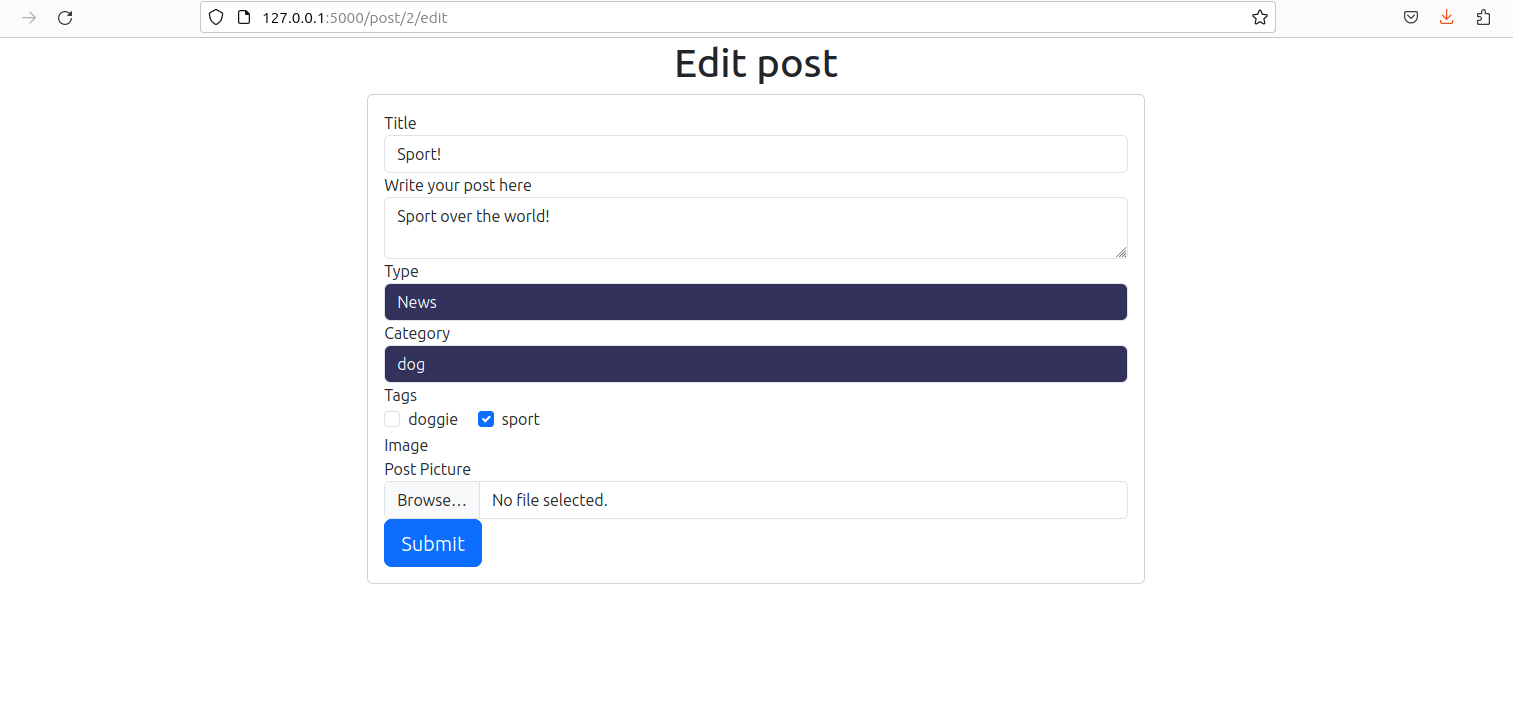 127.0.0.1:5000/post/2/edit
Edit post
Title
Sport!
Write your post here
Sport over the world!
Type
News
Category
dog
Tags
doggie sport
Image
Post Picture
Browse... No file selected.
Submit